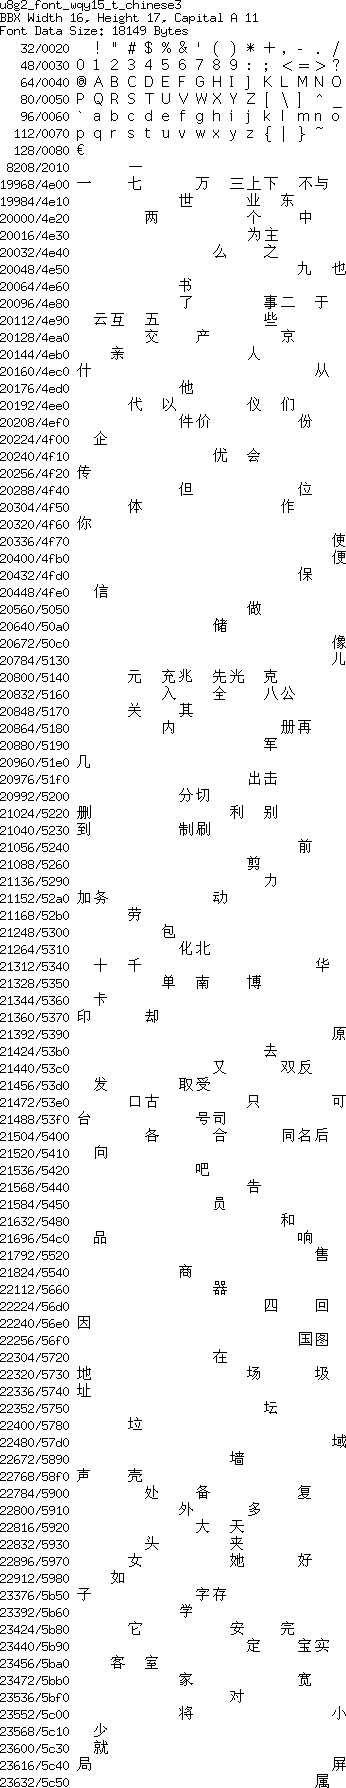 u8g2_font_wqy15_t_chinese3
BBX Width 16, Height 17, Capital A 11
Font Data Size: 18149 Bytes
32/0020 ! " # $ % & ' ( ) * + , - . /
48/0030 0 1 2 3 4 5 6 7 8 9 : ; < = > ?
64/0040 @ A B C D E F G H I J K L M N O
80/0050 P Q R S T U V W X Y Z [ \ ] ^ _
96/0060 ` a b c d e f g h i j k l m n o
112/0070 p q r s t u v w x y z { | } ~
128/0080 €
8208/2010 —
19968/4e00 一 七 万 三 上 下 不 与
19984/4e10 世 业 东
20000/4e20 两 个 中
20016/4e30 为 主
20032/4e40 么 之
20048/4e50 九 也
20064/4e60 书
20096/4e80 了 事 二 于
20112/4e90 云 互 五 些
20128/4ea0 交 产 京
20144/4eb0 亲 人
20160/4ec0 什 从
20176/4ed0 他
20192/4ee0 代 以 仪 们
20208/4ef0 件 价 份
20224/4f00 企
20240/4f10 优 会
20256/4f20 传
20288/4f40 但 位
20304/4f50 体 作
20320/4f60 你
20336/4f70 使
20400/4fb0 便
20432/4fd0 保
20448/4fe0 信
20560/5050 做
20640/50a0 储
20672/50c0 像
20784/5130 儿
20800/5140 元 充 兆 先 光 克
20832/5160 入 全 八 公
20848/5170 关 其
20864/5180 内 册 再
20880/5190 军
20960/51e0 几
20976/51f0 出 击
20992/5200 分 切
21024/5220 删 利 别
21040/5230 到 制 刷
21056/5240 前
21088/5260 剪
21136/5290 力
21152/52a0 加 务 动
21168/52b0 劳
21248/5300 包
21264/5310 化 北
21312/5340 十 千 华
21328/5350 单 南 博
21344/5360 卡
21360/5370 印 却
21392/5390 原
21424/53b0 去
21440/53c0 又 双 反
21456/53d0 发 取 受
21472/53e0 口 古 只 可
21488/53f0 台 号 司
21504/5400 各 合 同 名 后
21520/5410 向
21536/5420 吧
21568/5440 告
21584/5450 员
21632/5480 和
21696/54c0 品 响
21792/5520 售
21824/5540 商
22112/5660 器
22224/56d0 四 回
22240/56e0 因
22256/56f0 国 图
22304/5720 在
22320/5730 地 场 圾
22336/5740 址
22352/5750 坛
22400/5780 垃
22480/57d0 域
22672/5890 墙
22768/58f0 声 壳
22784/5900 处 备 复
22800/5910 外 多
22816/5920 大 天
22832/5930 头 夹
22896/5970 女 她 好
22912/5980 如
23376/5b50 子 字 存
23392/5b60 学
23424/5b80 它 安 完
23440/5b90 定 宝 实
23456/5ba0 客 室
23472/5bb0 家 宽
23536/5bf0 对
23552/5c00 将 小
23568/5c10 少
23600/5c30 就
23616/5c40 局 屏
23632/5c50 属